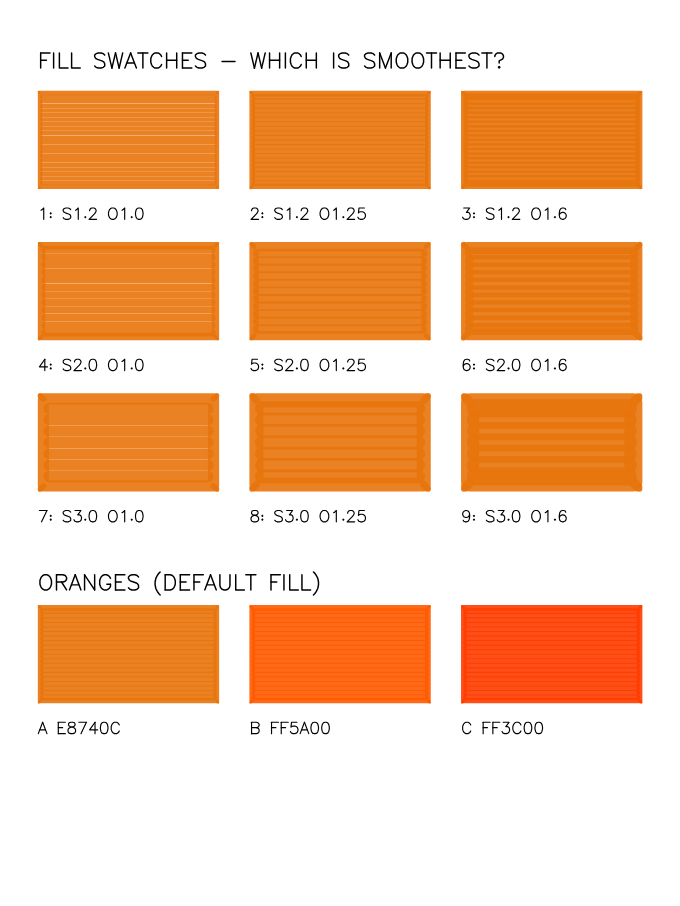 FILL SWATCHES – WHICH IS SMOOTHEST?
1: S1.2 O1.0 2: S1.2 O1.25 3: S1.2 O1.6
4: S2.0 O1.0 5: S2.0 O1.25 6: S2.0 O1.6
7: S3.0 O1.0 8: S3.0 O1.25 9: S3.0 O1.6
ORANGES (DEFAULT FILL)
A E8740C B FF5A00 C FF3C00